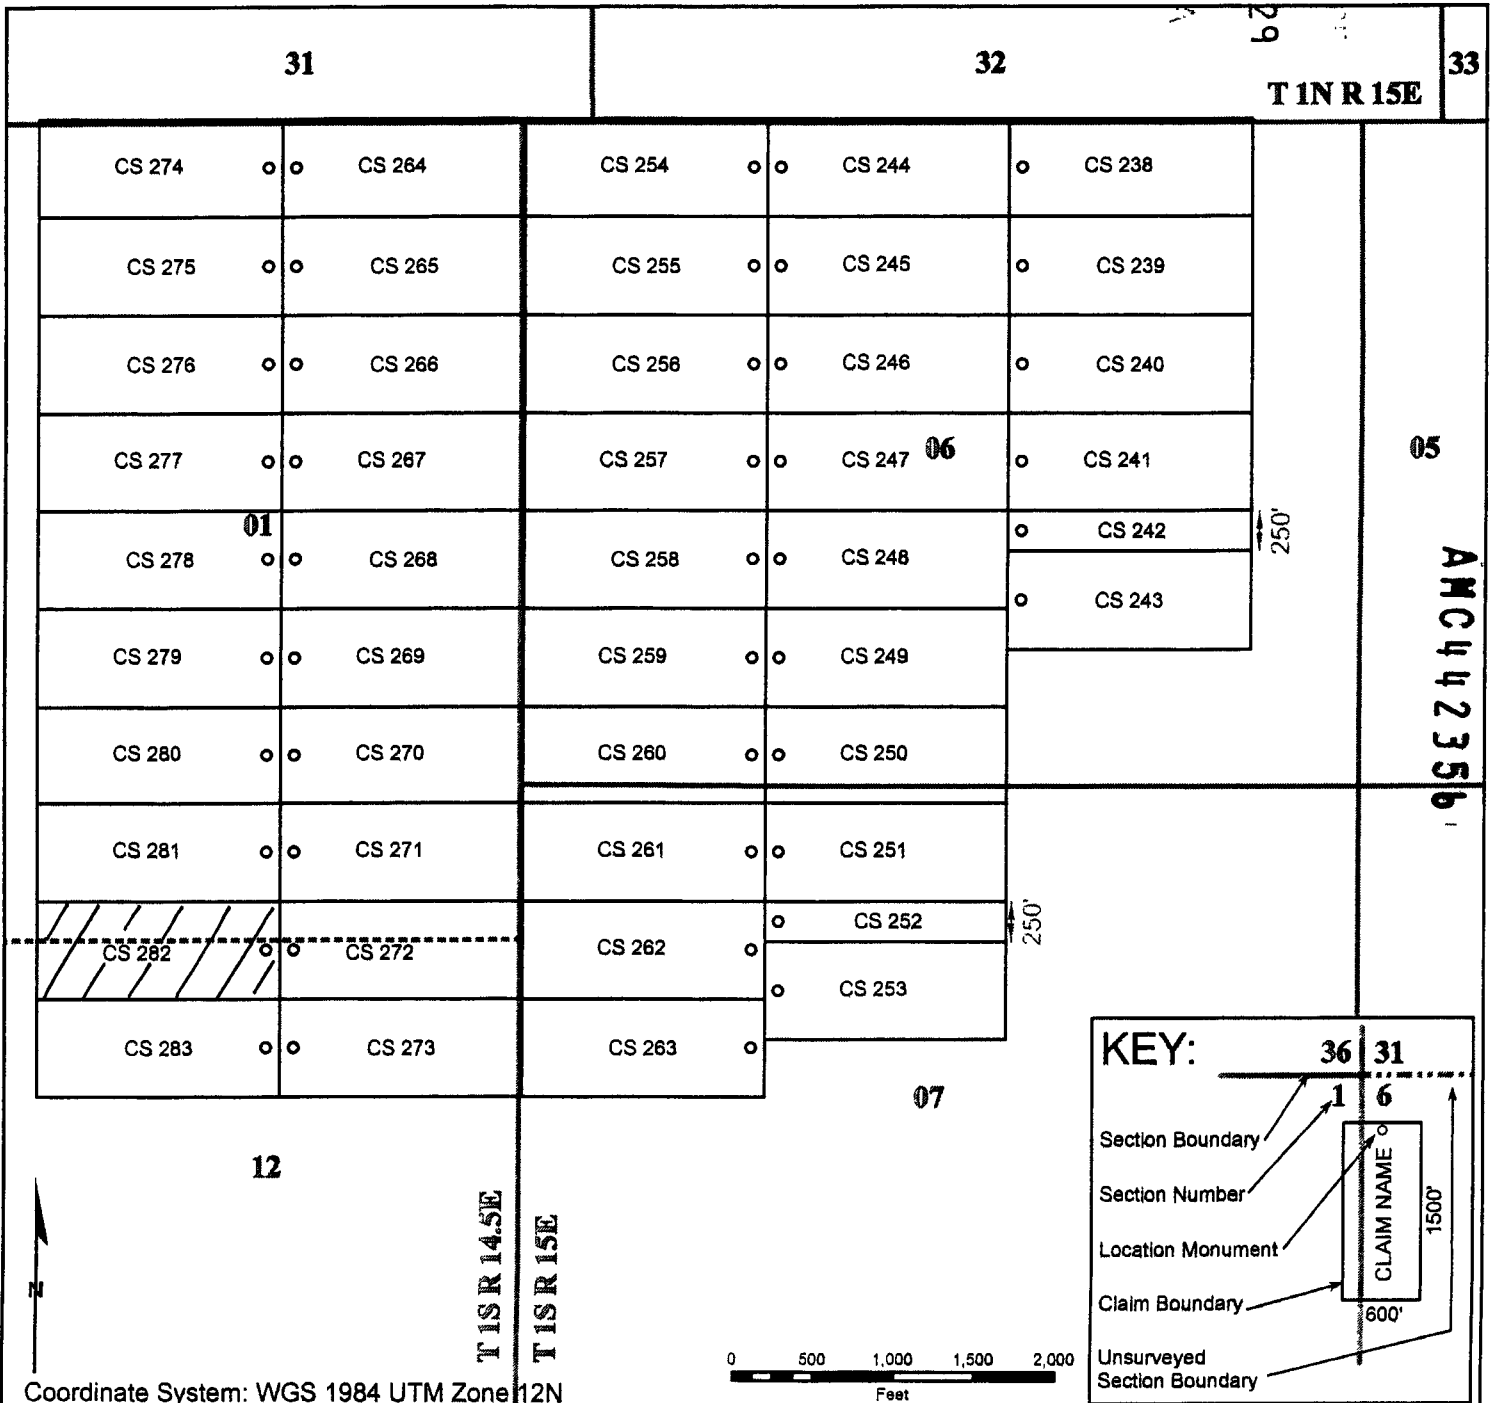 29
31 32 33
T 1N R 15E
CS 274 CS 264 CS 254 CS 244 CS 238
CS 275 CS 265 CS 255 CS 245 CS 239
CS 276 CS 266 CS 256 CS 246 CS 240
CS 277 CS 267 CS 257 CS 247 06 CS 241 05
01
CS 242 250'
CS 278 CS 268 CS 258 CS 248
CS 243
CS 279 CS 269 CS 259 CS 249
AMC442356
CS 280 CS 270 CS 260 CS 250
CS 281 CS 271 CS 261 CS 251
CS 252 250'
CS 282 CS 272 CS 262
CS 253
CS 283 CS 273 CS 263
07
12
T 1S R 14.5E
T 1S R 15E
KEY:
36 31
1 6
Section Boundary
Section Number
Location Monument
Claim Boundary
Unsurveyed
Section Boundary
CLAIM NAME
1500'
600'
N
0 500 1,000 1,500 2,000
Feet
Coordinate System: WGS 1984 UTM Zone 12N